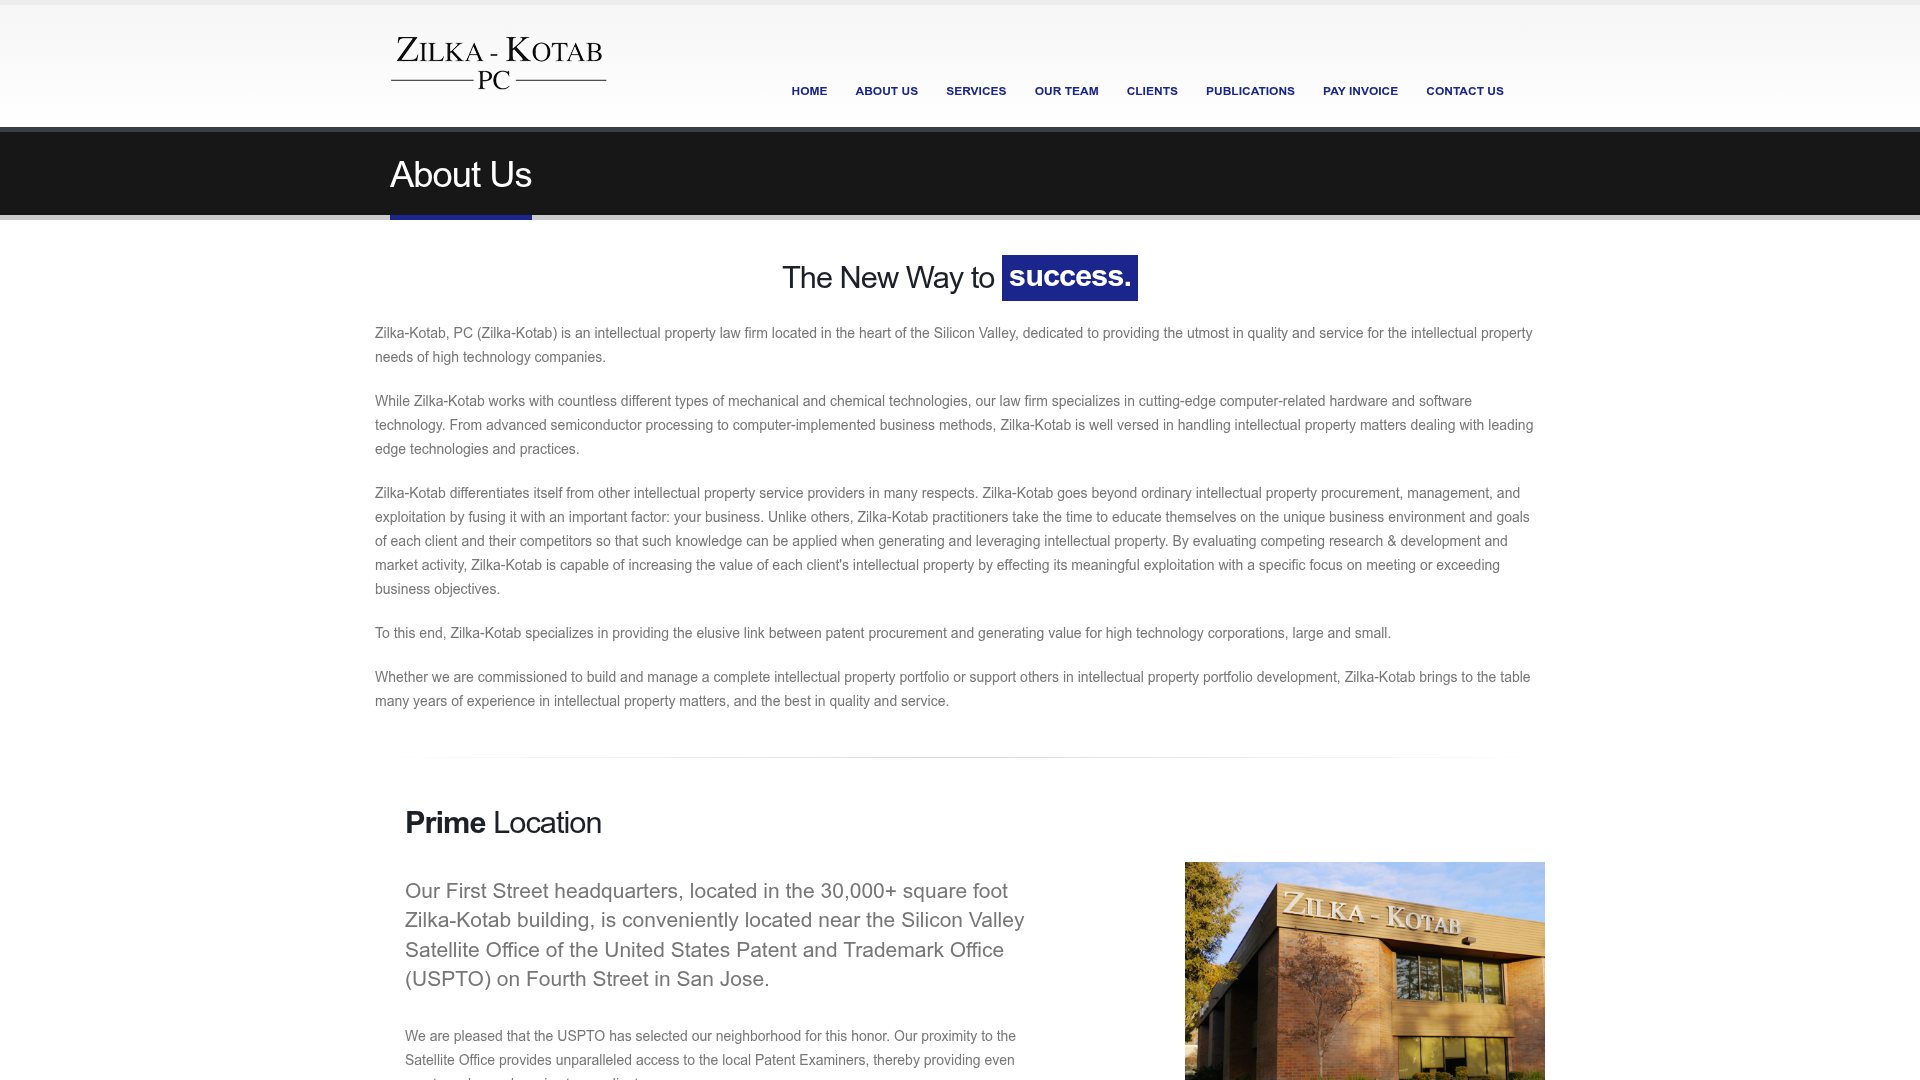 ZILKA - KOTAB
PC
HOME ABOUT US SERVICES OUR TEAM CLIENTS PUBLICATIONS PAY INVOICE CONTACT US
About Us
The New Way to success.
Zilka-Kotab, PC (Zilka-Kotab) is an intellectual property law firm located in the heart of the Silicon Valley, dedicated to providing the utmost in quality and service for the intellectual property
needs of high technology companies.
While Zilka-Kotab works with countless different types of mechanical and chemical technologies, our law firm specializes in cutting-edge computer-related hardware and software
technology. From advanced semiconductor processing to computer-implemented business methods, Zilka-Kotab is well versed in handling intellectual property matters dealing with leading
edge technologies and practices.
Zilka-Kotab differentiates itself from other intellectual property service providers in many respects. Zilka-Kotab goes beyond ordinary intellectual property procurement, management, and
exploitation by fusing it with an important factor: your business. Unlike others, Zilka-Kotab practitioners take the time to educate themselves on the unique business environment and goals
of each client and their competitors so that such knowledge can be applied when generating and leveraging intellectual property. By evaluating competing research & development and
market activity, Zilka-Kotab is capable of increasing the value of each client's intellectual property by effecting its meaningful exploitation with a specific focus on meeting or exceeding
business objectives.
To this end, Zilka-Kotab specializes in providing the elusive link between patent procurement and generating value for high technology corporations, large and small.
Whether we are commissioned to build and manage a complete intellectual property portfolio or support others in intellectual property portfolio development, Zilka-Kotab brings to the table
many years of experience in intellectual property matters, and the best in quality and service.
Prime Location
Our First Street headquarters, located in the 30,000+ square foot
Zilka-Kotab building, is conveniently located near the Silicon Valley
Satellite Office of the United States Patent and Trademark Office
(USPTO) on Fourth Street in San Jose.
ZILKA - KOTAB
We are pleased that the USPTO has selected our neighborhood for this honor. Our proximity to the
Satellite Office provides unparalleled access to the local Patent Examiners, thereby providing even